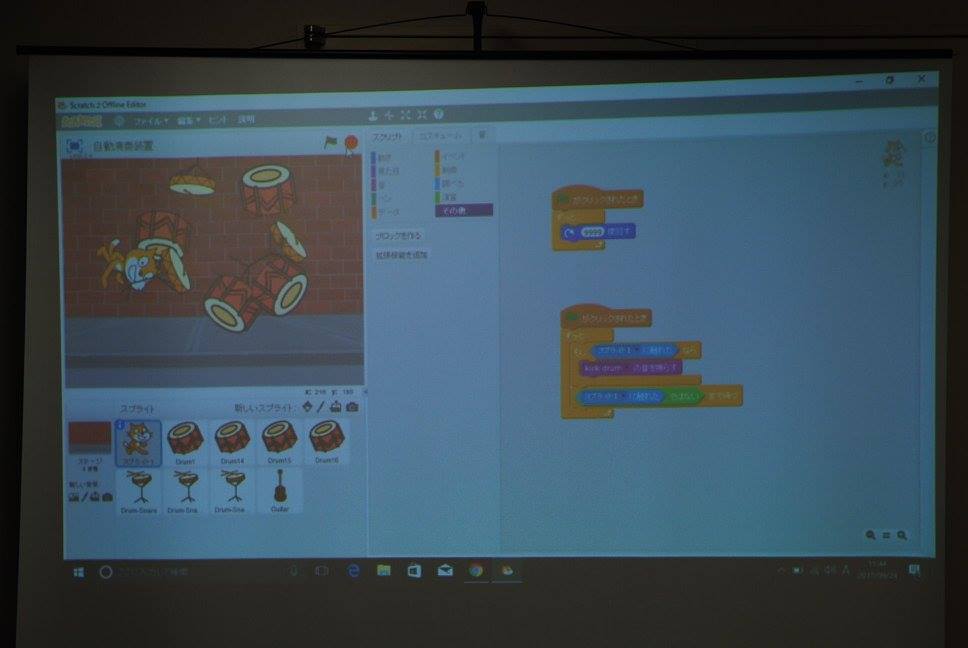 Scratch 2 Offline Editor
SCRATCH ファイル▼ 編集▼ ヒント 説明
自動演奏装置
スクリプト コスチューム 音
動き イベント
見た目 制御
音 調べる
ペン 演算
データ その他
ブロックを作る
拡張機能を追加
がクリックされたとき
ずっと
9999 度回す
がクリックされたとき
ずっと
もし スプライト1 に触れた なら
kick drum の音を鳴らす
スプライト1 に触れた ではない まで待つ
スプライト 新しいスプライト:
ステージ
新しい背景
スプライト1 Drum1 Drum14 Drum15 Drum16
Drum-Snare Drum-Sna... Drum-Sna... Guitar
ここに入力して検索
A 11:44
2017/09/24